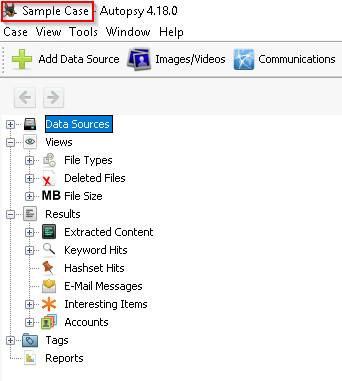 Sample Case - Autopsy 4.18.0
Case View Tools Window Help
Add Data Source Images/Videos Communications
Data Sources
Views
File Types
Deleted Files
MB File Size
Results
Extracted Content
Keyword Hits
Hashset Hits
E-Mail Messages
Interesting Items
Accounts
Tags
Reports